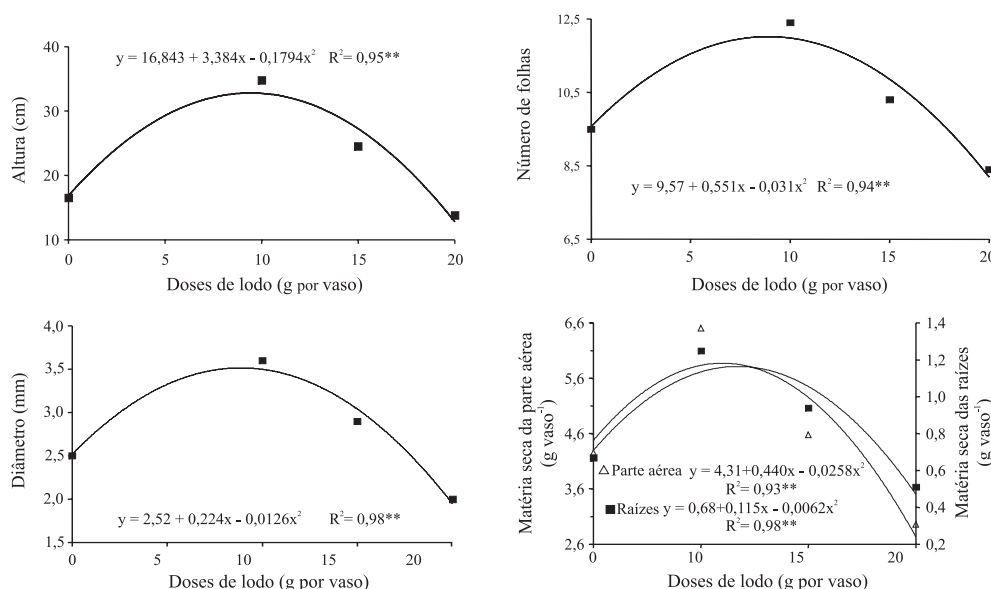 Altura (cm)
40
30
20
10
y = 16,843 + 3,384x - 0,1794x² R² = 0,95**
0 5 10 15 20
Doses de lodo (g por vaso)
Número de folhas
12,5
10,5
8,5
6,5
y = 9,57 + 0,551x - 0,031x² R² = 0,94**
0 5 10 15 20
Doses de lodo (g por vaso)
Diâmetro (mm)
4,0
3,5
3,0
2,5
2,0
1,5
y = 2,52 + 0,224x - 0,0126x² R² = 0,98**
0 5 10 15 20
Doses de lodo (g por vaso)
Matéria seca da parte aérea
(g vaso⁻¹)
6,6
5,6
4,6
3,6
2,6
Parte aérea y = 4,31+0,440x - 0,0258x²
R² = 0,93**
Raízes y = 0,68+0,115x - 0,0062x²
R² = 0,98**
1,4
1,2
1,0
0,8
0,6
0,4
0,2
Matéria seca das raízes
(g vaso⁻¹)
0 5 10 15 20
Doses de lodo (g por vaso)